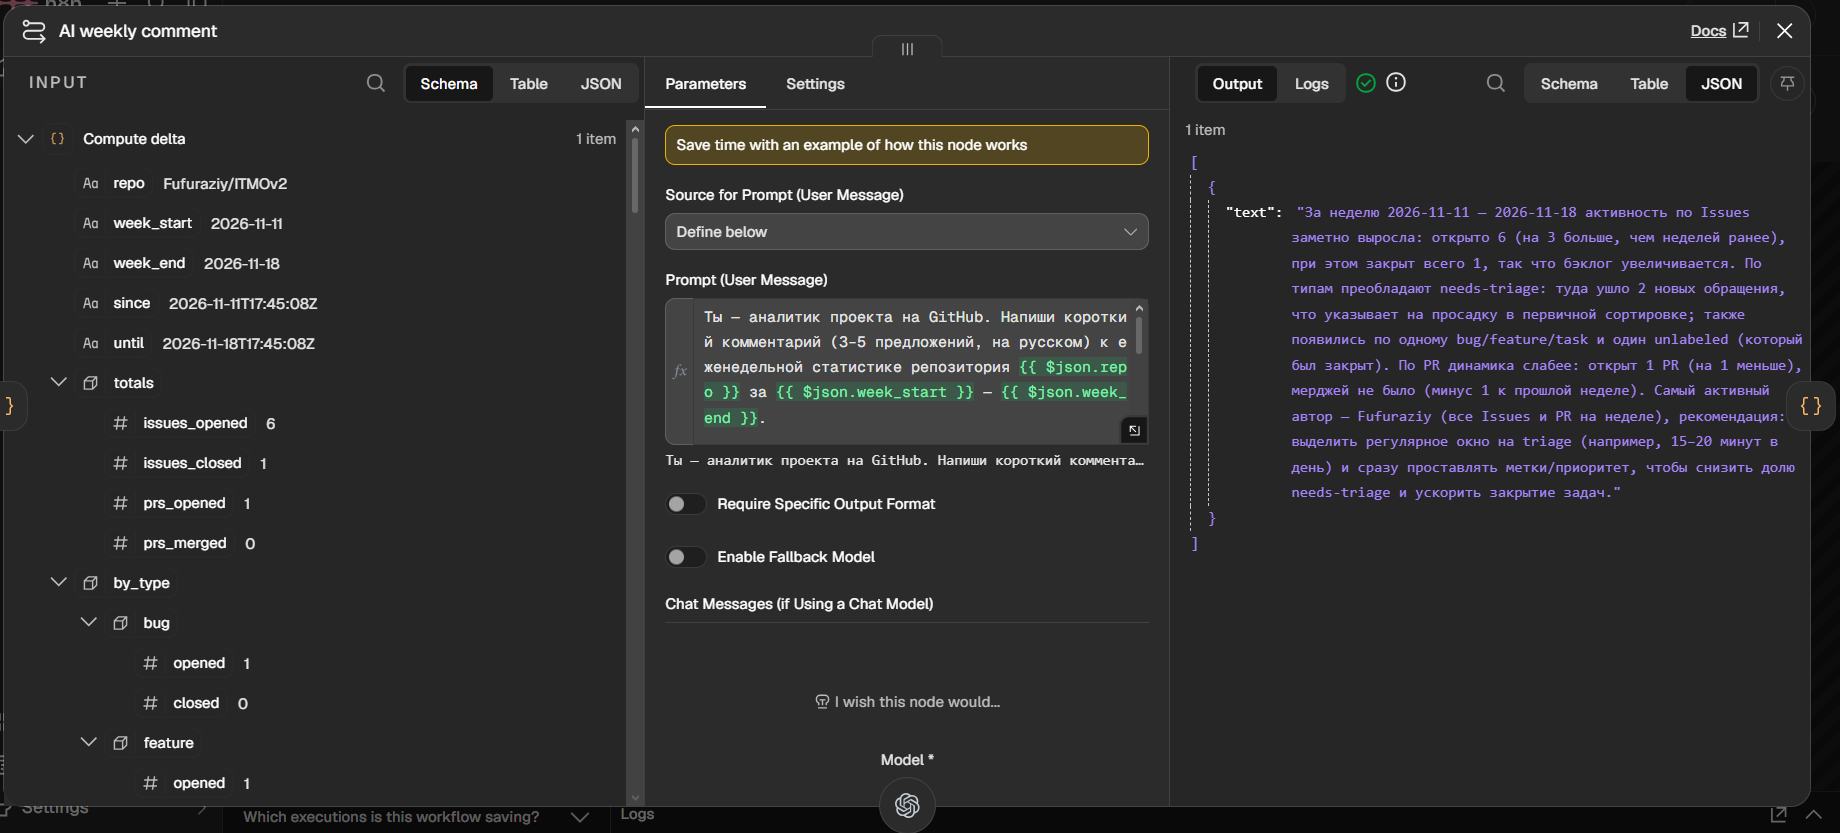 AI weekly comment
Docs
INPUT
Schema
Table
JSON
Compute delta
1 item
Aa repo Fufuraziy/ITMOv2
Aa week_start 2026-11-11
Aa week_end 2026-11-18
Aa since 2026-11-11T17:45:08Z
Aa until 2026-11-18T17:45:08Z
totals
# issues_opened 6
# issues_closed 1
# prs_opened 1
# prs_merged 0
by_type
bug
# opened 1
# closed 0
feature
# opened 1
Parameters
Settings
Save time with an example of how this node works
Source for Prompt (User Message)
Define below
Prompt (User Message)
fx
Ты — аналитик проекта на GitHub. Напиши коротки
й комментарий (3-5 предложений, на русском) к е
женедельной статистике репозитория {{ $json.rep
o }} за {{ $json.week_start }} — {{ $json.week_
end }}.
Ты — аналитик проекта на GitHub. Напиши короткий коммента…
Require Specific Output Format
Enable Fallback Model
Chat Messages (if Using a Chat Model)
I wish this node would...
Model *
Output
Logs
Schema
Table
JSON
1 item
[
{
"text": "За неделю 2026-11-11 — 2026-11-18 активность по Issues
заметно выросла: открыто 6 (на 3 больше, чем неделей ранее),
при этом закрыт всего 1, так что бэклог увеличивается. По
типам преобладают needs-triage: туда ушло 2 новых обращения,
что указывает на просадку в первичной сортировке; также
появились по одному bug/feature/task и один unlabeled (который
был закрыт). По PR динамика слабее: открыт 1 PR (на 1 меньше),
мерджей не было (минус 1 к прошлой неделе). Самый активный
автор — Fufuraziy (все Issues и PR на неделе), рекомендация:
выделить регулярное окно на triage (например, 15–20 минут в
день) и сразу проставлять метки/приоритет, чтобы снизить долю
needs-triage и ускорить закрытие задач."
}
]
Settings
Which executions is this workflow saving?
Logs